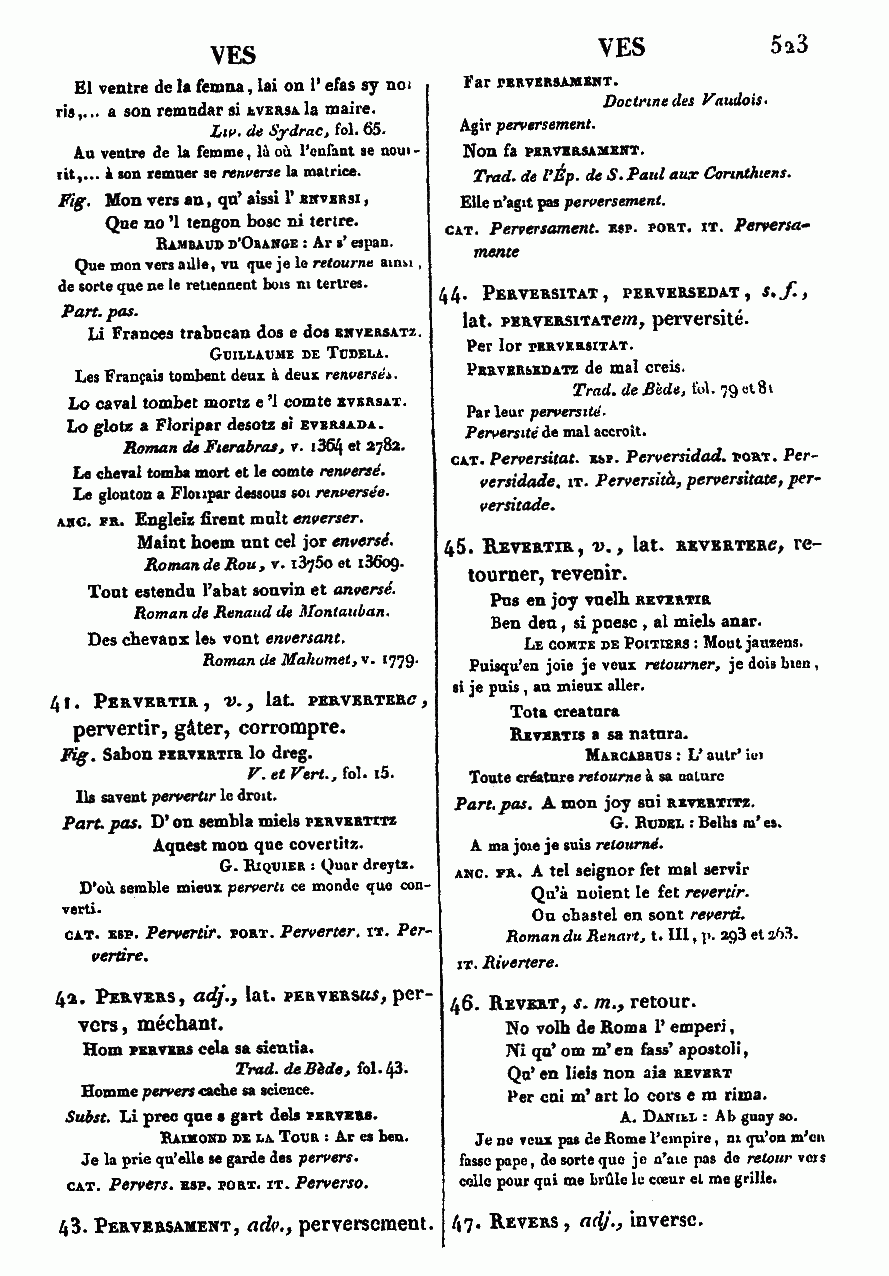 VES
El ventre de la femna, lai on l' efas sy noi
ris,... a son remudar si EVERSA la maire.
Liv. de Sydrac, fol. 65.
Au ventre de la femme, là où l'enfant se nour-
rit,... à son remuer se renverse la matrice.
Fig. Mon vers an, qu' aissi l' ENVERSI,
Que no 'l tengon bosc ni tertre.
RAMBAUD D'ORANGE : Ar s' espan.
Que mon vers aille, vu que je le retourne ainsi,
de sorte que ne le retiennent bois ni tertres.
Part. pas.
Li Frances trabucan dos e dos ENVERSATZ.
GUILLAUME DE TUDELA.
Les Français tombent deux à deux renversés.
Lo caval tombet mortz e 'l comte EVERSAT.
Lo glotz a Floripar desotz si EVERSADA.
Roman de Fierabras, v. 1364 et 2782.
Le cheval tomba mort et le comte renversé.
Le glouton a Floripar dessous soi renversée.
ANC. FR. Engleiz firent mult enverser.
Maint hoem unt cel jor enversé.
Roman de Rou, v. 13750 et 13609.
Tout estendu l'abat souvin et anversé.
Roman de Renaud de Montauban.
Des chevaux les vont enversant.
Roman de Mahomet, v. 1779.
41. PERVERTIR, v., lat. PERVERTERe,
pervertir, gâter, corrompre.
Fig. Sabon PERVERTIR lo dreg.
V. et Vert., fol. 15.
Ils savent pervertir le droit.
Part. pas. D' on sembla miels PERVERTITZ
Aquest mon que covertitz.
G. RIQUIER : Quar dreytz.
D'où semble mieux perverti ce monde que con-
verti.
CAT. ESP. Pervertir. PORT. Perverter. IT. Per-
vertire.
42. PERVERS, adj., lat. PERVERSus, per-
vers, méchant.
Hom PERVERS cela sa sientia.
Trad. de Bède, fol. 43.
Homme pervers cache sa science.
Subst. Li prec que s gart dels PERVERS.
RAIMOND DE LA TOUR : Ar es ben.
Je la prie qu'elle se garde des pervers.
CAT. Pervers. ESP. PORT. IT. Perverso.
43. PERVERSAMENT, adv., perversement.
VES 523
Far PERVERSAMENT.
Doctrine des Vaudois.
Agir perversement.
Non fa PERVERSAMENT.
Trad. de l'Ép. de S. Paul aux Corinthiens.
Elle n'agit pas perversement.
CAT. Perversament. ESP. PORT. IT. Perversa-
mente
44. PERVERSITAT, PERVERSEDAT, s. f.,
lat. PERVERSITATem, perversité.
Per lor PERVERSITAT.
PERVERSEDATZ de mal creis.
Trad. de Bède, fol. 79 et 81
Par leur perversité.
Perversité de mal accroît.
CAT. Perversitat. ESP. Perversidad. PORT. Per-
versidade. IT. Perversità, perversitate, per-
versitade.
45. REVERTIR, v., lat. REVERTERe, re-
tourner, revenir.
Pus en joy vuelh REVERTIR
Ben deu, si puesc, al miels anar.
LE COMTE DE POITIERS : Mout jauzens.
Puisqu'en joie je veux retourner, je dois bien,
si je puis, au mieux aller.
Tota creatura
REVERTIS a sa natura.
MARCABRUS : L' autr' ier
Toute créature retourne à sa nature
Part. pas. A mon joy sui REVERTITZ.
G. RUDEL : Belhs m' es.
A ma joie je suis retourné.
ANC. FR. A tel seignor fet mal servir
Qu'à noient le fet revertir.
Ou chastel en sont reverti.
Roman du Renart, t. III, p. 293 et 263.
IT. Rivertere.
46. REVERT, s. m., retour.
No volh de Roma l' emperi,
Ni qu' om m' en fass' apostoli,
Qu' en lieis non aia REVERT
Per cui m' art lo cors e m rima.
A. DANIEL : Ab guay so.
Je ne veux pas de Rome l'empire, ni qu'on m'en
fasse pape, de sorte que je n'aie pas de retour vers
celle pour qui me brûle le cœur et me grille.
47. REVERS, adj., inverse.